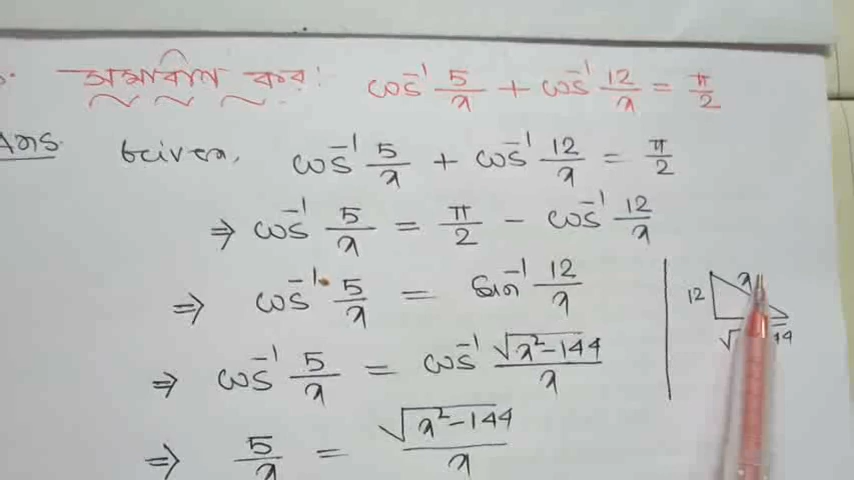 সমাধান কর: cos⁻¹ 5/x + cos⁻¹ 12/x = π/2
Ans. Given, cos⁻¹ 5/x + cos⁻¹ 12/x = π/2
⇒ cos⁻¹ 5/x = π/2 − cos⁻¹ 12/x
⇒ cos⁻¹ 5/x = sin⁻¹ 12/x
⇒ cos⁻¹ 5/x = cos⁻¹ √(x²−144)/x
⇒ 5/x = √(x²−144)/x
12
x